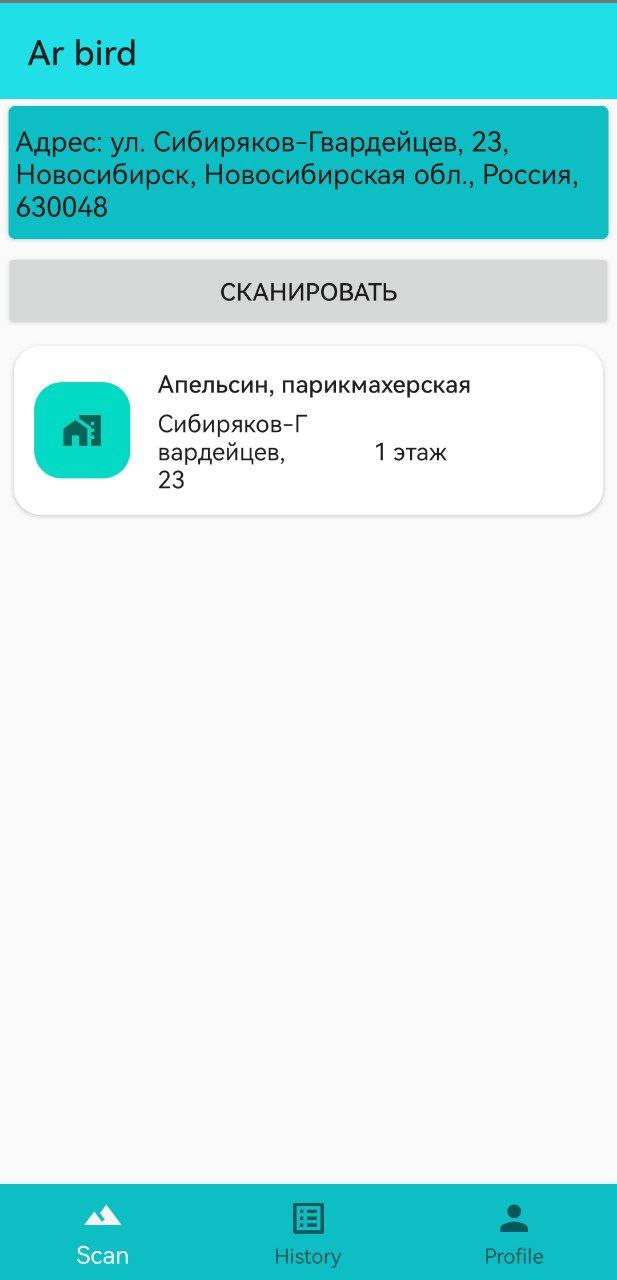 Ar bird
Адрес: ул. Сибиряков-Гвардейцев, 23,
Новосибирск, Новосибирская обл., Россия,
630048
СКАНИРОВАТЬ
Апельсин, парикмахерская
Сибиряков-Г
вардейцев,
23
1 этаж
Scan
History
Profile